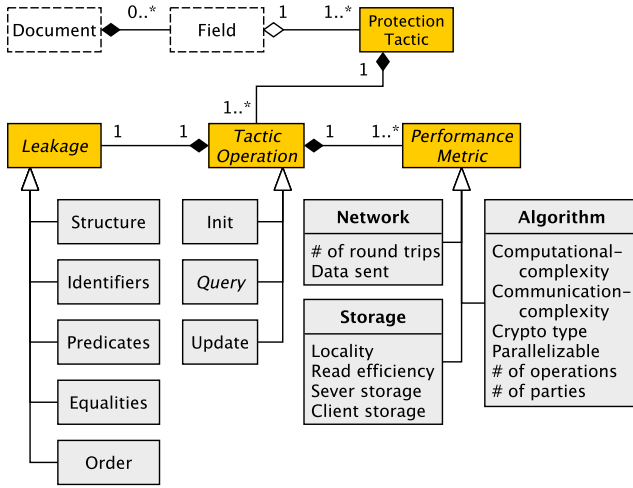 Document
0..*
Field
1
1..*
Protection
Tactic
1
1..*
Leakage
1
1
Tactic
Operation
1
1..*
Performance
Metric
Structure
Identifiers
Predicates
Equalities
Order
Init
Query
Update
Network
# of round trips
Data sent
Storage
Locality
Read efficiency
Sever storage
Client storage
Algorithm
Computational-
complexity
Communication-
complexity
Crypto type
Parallelizable
# of operations
# of parties